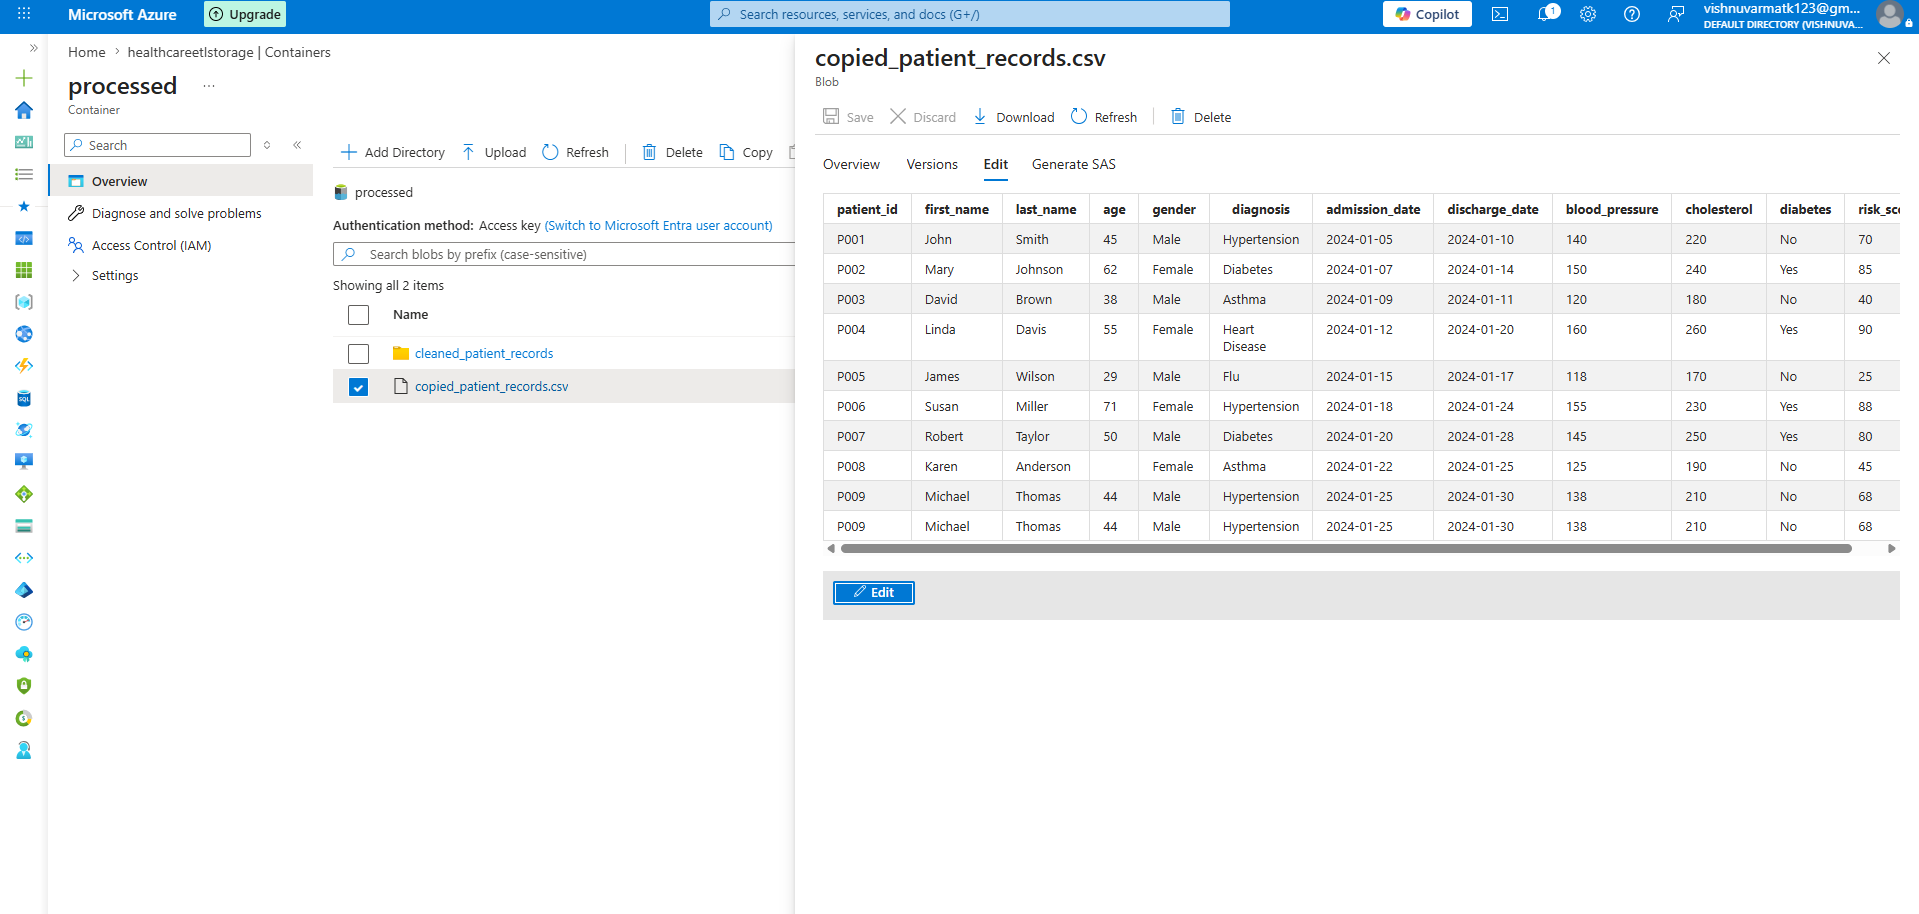 Microsoft Azure
Upgrade
Search resources, services, and docs (G+/)
Copilot
1
vishnuvarmatk123@gm...
DEFAULT DIRECTORY (VISHNUVA...
Home > healthcareetlstorage | Containers
processed ...
Container
Search
Overview
Diagnose and solve problems
Access Control (IAM)
Settings
Add Directory Upload Refresh Delete Copy
processed
Authentication method: Access key (Switch to Microsoft Entra user account)
Search blobs by prefix (case-sensitive)
Showing all 2 items
Name
cleaned_patient_records
copied_patient_records.csv
copied_patient_records.csv
Blob
Save Discard Download Refresh Delete
Overview Versions Edit Generate SAS
patient_id first_name last_name age gender diagnosis admission_date discharge_date blood_pressure cholesterol diabetes risk_sco
P001 John Smith 45 Male Hypertension 2024-01-05 2024-01-10 140 220 No 70
P002 Mary Johnson 62 Female Diabetes 2024-01-07 2024-01-14 150 240 Yes 85
P003 David Brown 38 Male Asthma 2024-01-09 2024-01-11 120 180 No 40
P004 Linda Davis 55 Female Heart Disease 2024-01-12 2024-01-20 160 260 Yes 90
P005 James Wilson 29 Male Flu 2024-01-15 2024-01-17 118 170 No 25
P006 Susan Miller 71 Female Hypertension 2024-01-18 2024-01-24 155 230 Yes 88
P007 Robert Taylor 50 Male Diabetes 2024-01-20 2024-01-28 145 250 Yes 80
P008 Karen Anderson Female Asthma 2024-01-22 2024-01-25 125 190 No 45
P009 Michael Thomas 44 Male Hypertension 2024-01-25 2024-01-30 138 210 No 68
P009 Michael Thomas 44 Male Hypertension 2024-01-25 2024-01-30 138 210 No 68
Edit